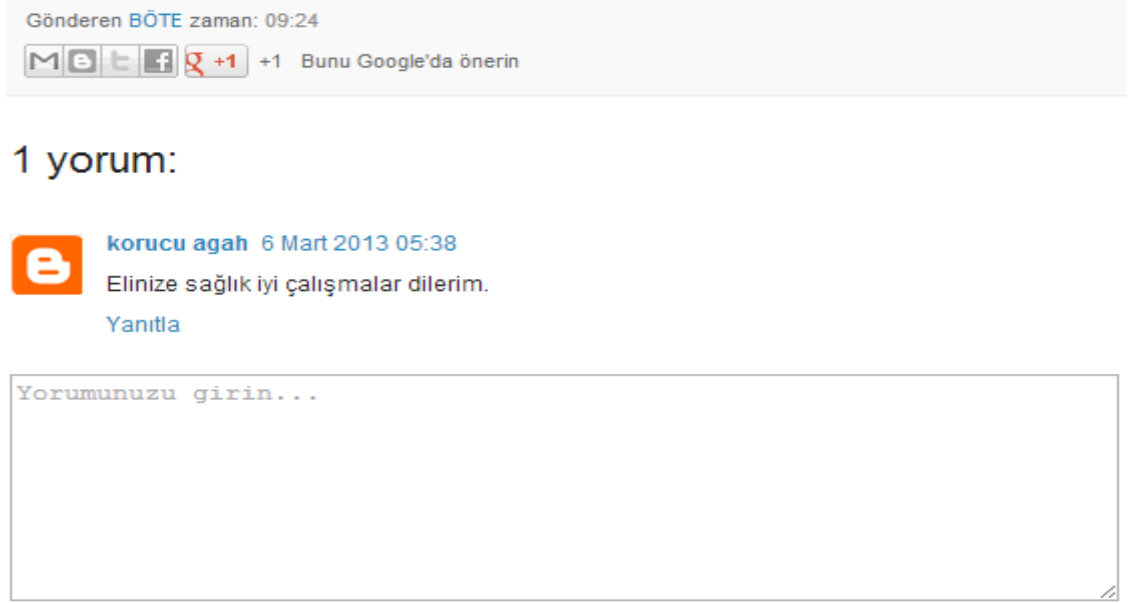 Gönderen BÖTE zaman: 09:24
g +1 +1 Bunu Google'da önerin
1 yorum:
korucu agah 6 Mart 2013 05:38
Elinize sağlık iyi çalışmalar dilerim.
Yanıtla
Yorumunuzu girin...